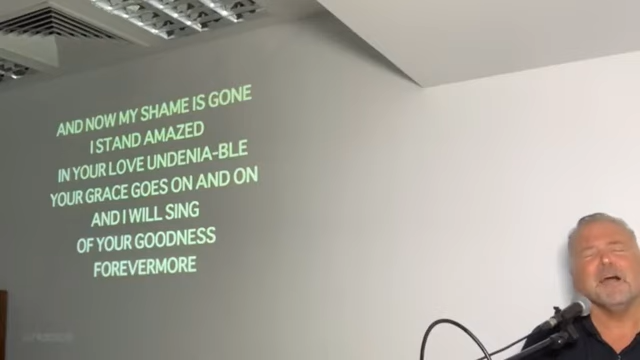 AND NOW MY SHAME IS GONE
I STAND AMAZED
IN YOUR LOVE UNDENIA-BLE
YOUR GRACE GOES ON AND ON
AND I WILL SING
OF YOUR GOODNESS
FOREVERMORE